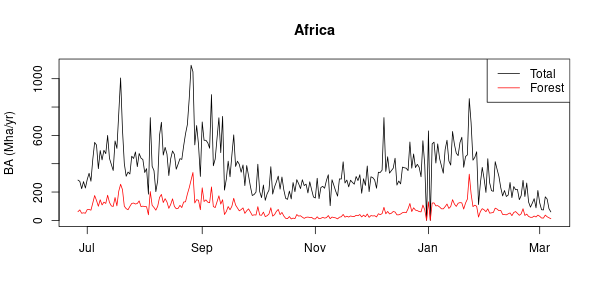 Africa
BA (Mha/yr)
1000
600
200
0
Total
Forest
Jul
Sep
Nov
Jan
Mar